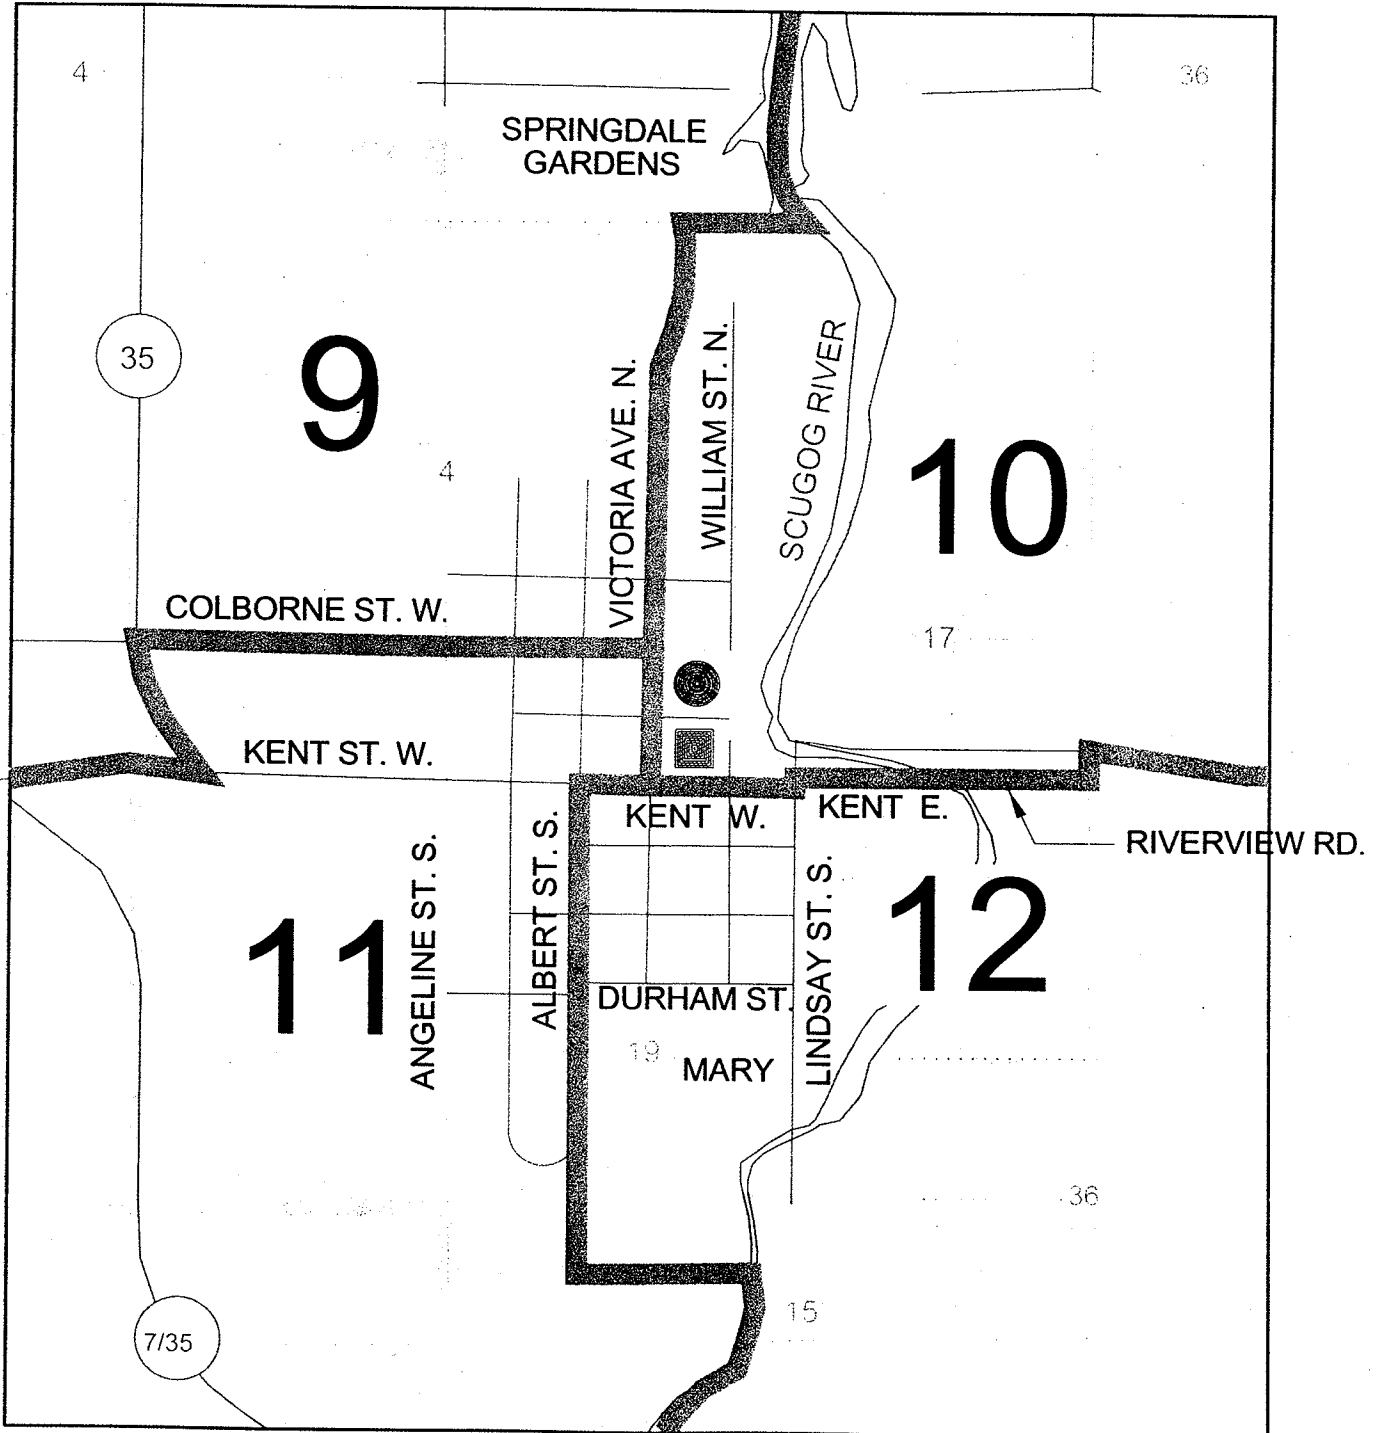 4
36
SPRINGDALE
GARDENS
35
9
VICTORIA AVE. N.
WILLIAM ST. N.
SCUGOG RIVER
10
4
COLBORNE ST. W.
17
KENT ST. W.
KENT W.
KENT E.
RIVERVIEW RD.
11
ANGELINE ST. S.
ALBERT ST. S.
LINDSAY ST. S.
12
DURHAM ST.
19
MARY
36
15
7/35